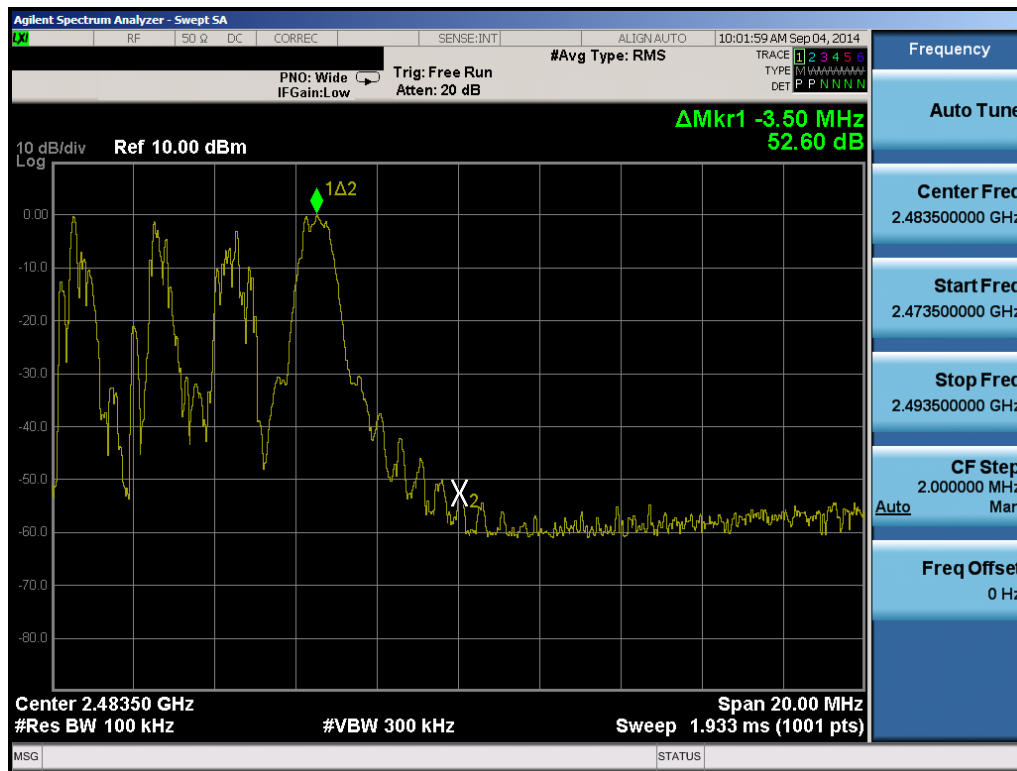 Agilent Spectrum Analyzer - Swept SA
LXI RF 50 Ω DC CORREC SENSE:INT ALIGN AUTO 10:01:59 AM Sep 04, 2014
#Avg Type: RMS TRACE 1 2 3 4 5 6
PNO: Wide Trig: Free Run TYPE M WWWWW
IFGain:Low Atten: 20 dB DET P P N N N N
ΔMkr1 -3.50 MHz
52.60 dB
10 dB/div Ref 10.00 dBm
Log
1Δ2
0.00
-10.0
-20.0
-30.0
-40.0
-50.0
X2
-60.0
-70.0
-80.0
Center 2.48350 GHz Span 20.00 MHz
#Res BW 100 kHz #VBW 300 kHz Sweep 1.933 ms (1001 pts)
MSG STATUS
Frequency
Auto Tune
Center Freq
2.483500000 GHz
Start Freq
2.473500000 GHz
Stop Freq
2.493500000 GHz
CF Step
2.000000 MHz
Auto Man
Freq Offset
0 Hz